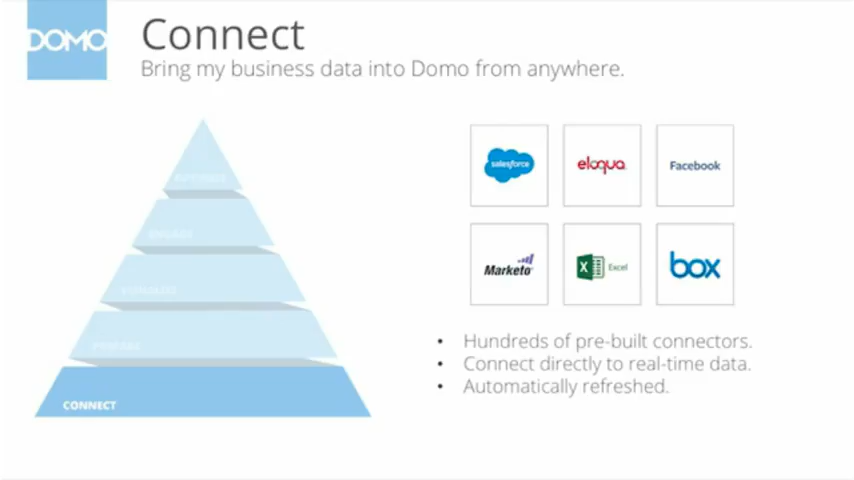 DOMO
Connect
Bring my business data into Domo from anywhere.
salesforce
eloqua
Facebook
Marketo
Excel
box
Hundreds of pre-built connectors.
Connect directly to real-time data.
Automatically refreshed.
CONNECT